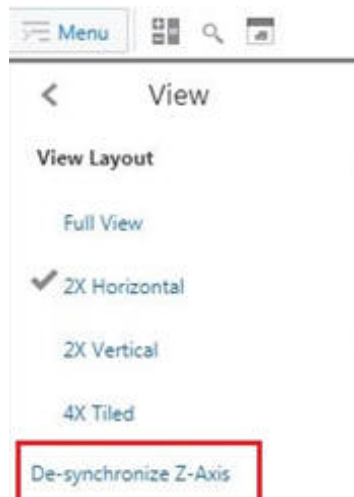 Menu
View
View Layout
Full View
2X Horizontal
2X Vertical
4X Tiled
De-synchronize Z-Axis